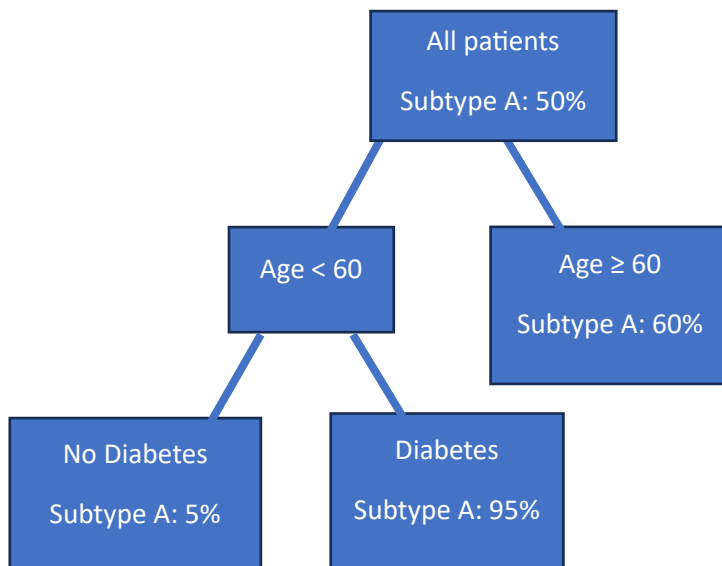 All patients
Subtype A: 50%
Age < 60
Age ≥ 60
Subtype A: 60%
No Diabetes
Subtype A: 5%
Diabetes
Subtype A: 95%